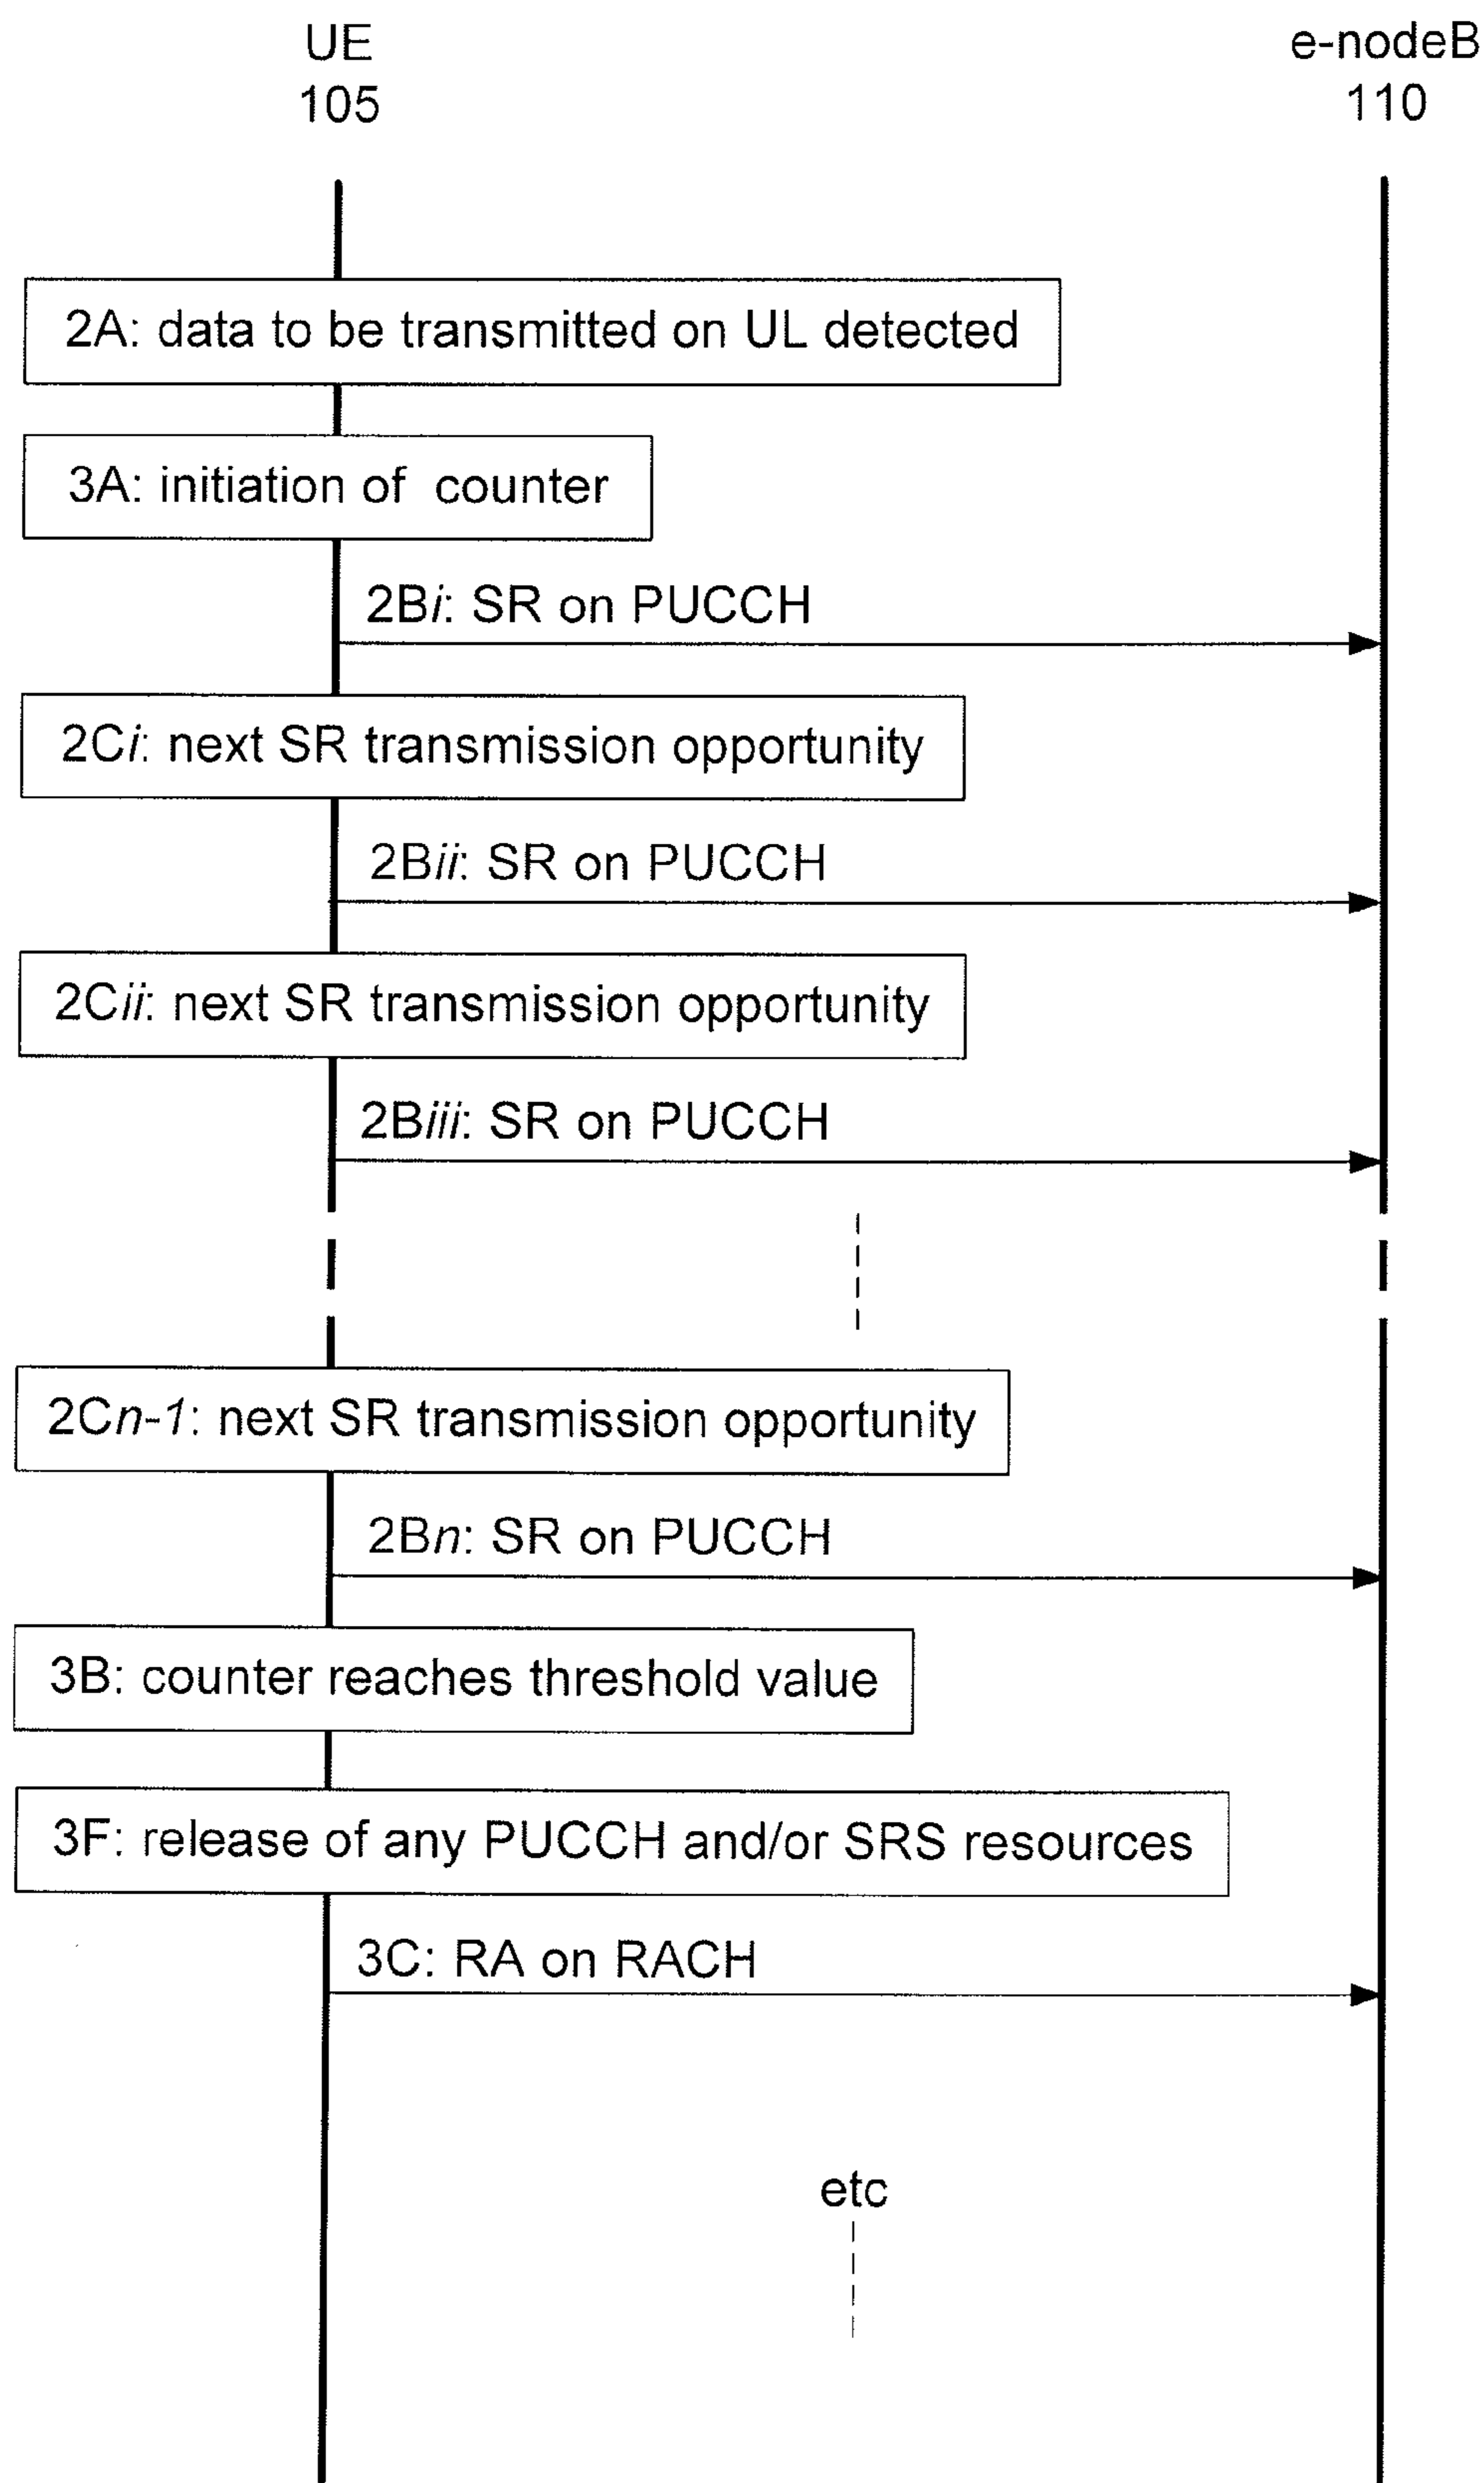 UE
105
e-nodeB
110
2A: data to be transmitted on UL detected
3A: initiation of counter
2Bi: SR on PUCCH
2Ci: next SR transmission opportunity
2Bii: SR on PUCCH
2Cii: next SR transmission opportunity
2Biii: SR on PUCCH
2Cn-1: next SR transmission opportunity
2Bn: SR on PUCCH
3B: counter reaches threshold value
3F: release of any PUCCH and/or SRS resources
3C: RA on RACH
etc